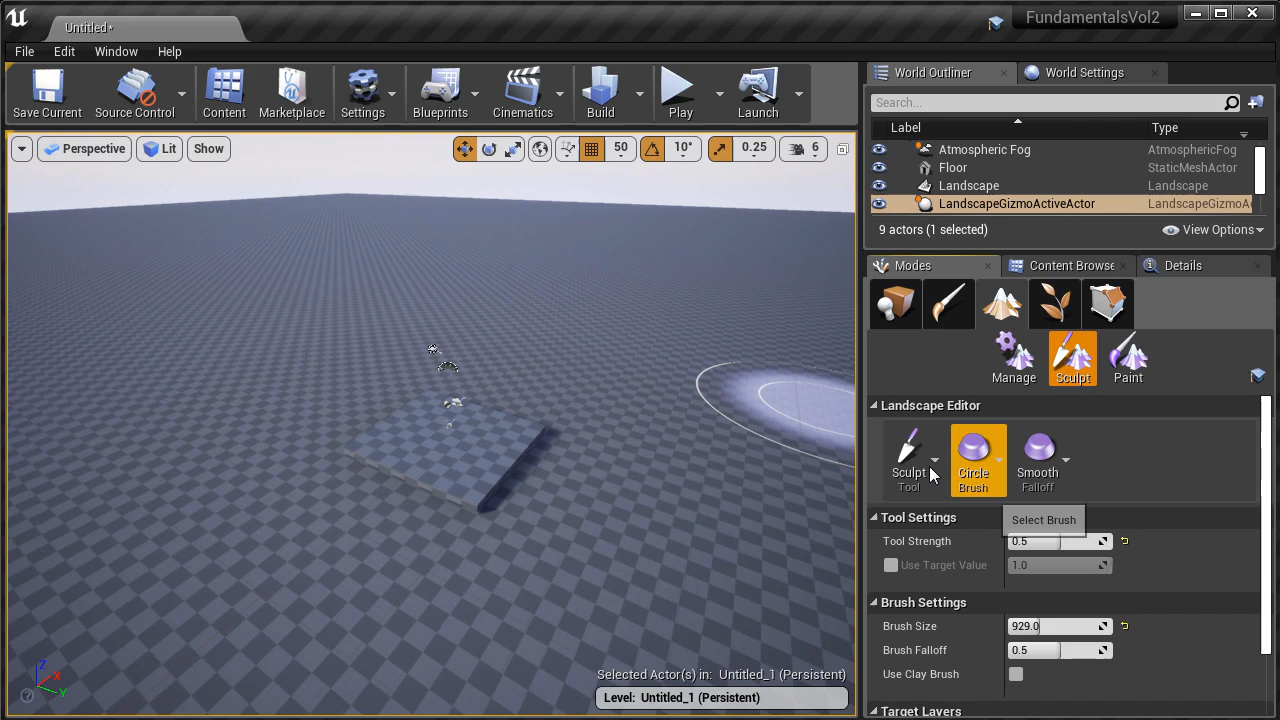 Untitled*
FundamentalsVol2
File Edit Window Help
Save Current Source Control Content Marketplace Settings Blueprints Cinematics Build Play Launch
Perspective Lit Show 50 10° 0.25 6
World Outliner World Settings
Search...
Label Type
Atmospheric Fog AtmosphericFog
Floor StaticMeshActor
Landscape Landscape
LandscapeGizmoActiveActor LandscapeGizmoAc
9 actors (1 selected) View Options
Modes Content Browse Details
Manage Sculpt Paint
Landscape Editor
Sculpt Circle Smooth
Tool Brush Falloff
Tool Settings
Select Brush
Tool Strength 0.5
Use Target Value 1.0
Brush Settings
Brush Size 929.0
Brush Falloff 0.5
Use Clay Brush
Target Layers
Z
X
Y
Selected Actor(s) in: Untitled_1 (Persistent)
Level: Untitled_1 (Persistent)